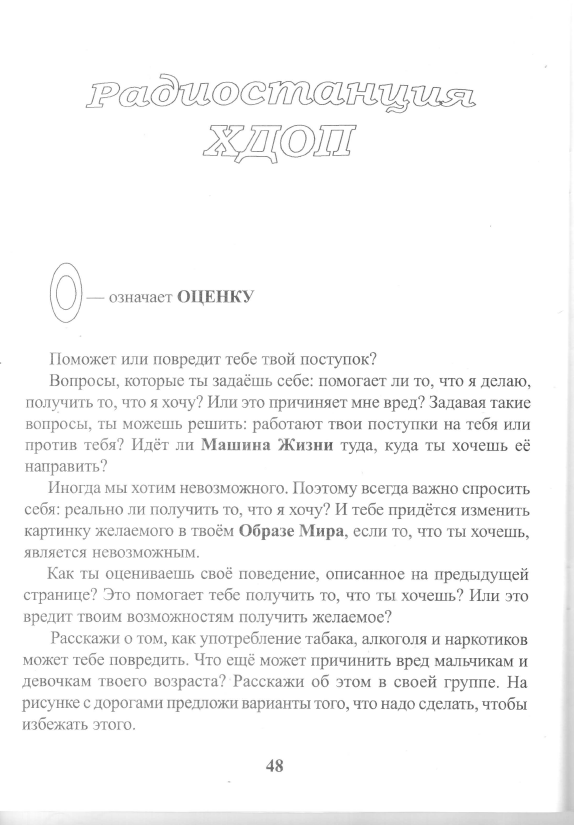 Радиостанция
ХДОП
О — означает ОЦЕНКУ
Поможет или повредит тебе твой поступок?
Вопросы, которые ты задаёшь себе: помогает ли то, что я делаю,
получить то, что я хочу? Или это причиняет мне вред? Задавая такие
вопросы, ты можешь решить: работают твои поступки на тебя или
против тебя? Идёт ли Машина Жизни туда, куда ты хочешь её
направить?
Иногда мы хотим невозможного. Поэтому всегда важно спросить
себя: реально ли получить то, что я хочу? И тебе придётся изменить
картинку желаемого в твоём Образе Мира, если то, что ты хочешь,
является невозможным.
Как ты оцениваешь своё поведение, описанное на предыдущей
странице? Это помогает тебе получить то, что ты хочешь? Или это
вредит твоим возможностям получить желаемое?
Расскажи о том, как употребление табака, алкоголя и наркотиков
может тебе повредить. Что ещё может причинить вред мальчикам и
девочкам твоего возраста? Расскажи об этом в своей группе. На
рисунке с дорогами предложи варианты того, что надо сделать, чтобы
избежать этого.
48